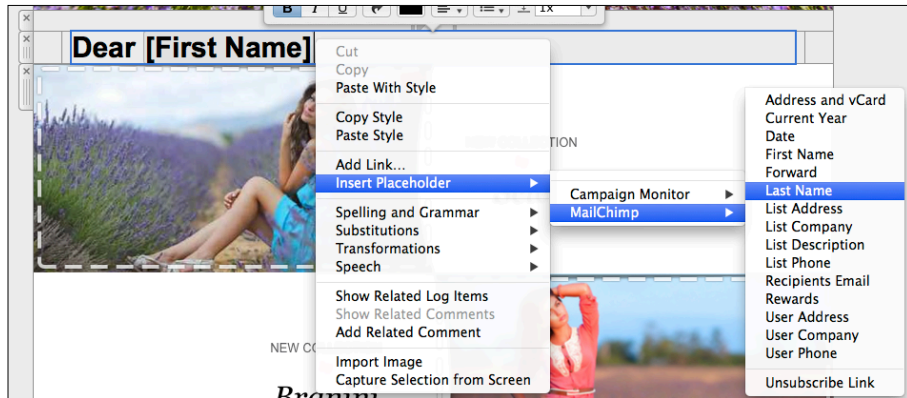 B I U 1x
Dear [First Name]
Cut
Copy
Paste With Style
Copy Style
Paste Style
Add Link...
Insert Placeholder
Spelling and Grammar
Substitutions
Transformations
Speech
Show Related Log Items
Show Related Comments
Add Related Comment
Import Image
Capture Selection from Screen
Campaign Monitor
MailChimp
Address and vCard
Current Year
Date
First Name
Forward
Last Name
List Address
List Company
List Description
List Phone
Recipients Email
Rewards
User Address
User Company
User Phone
Unsubscribe Link
NEW